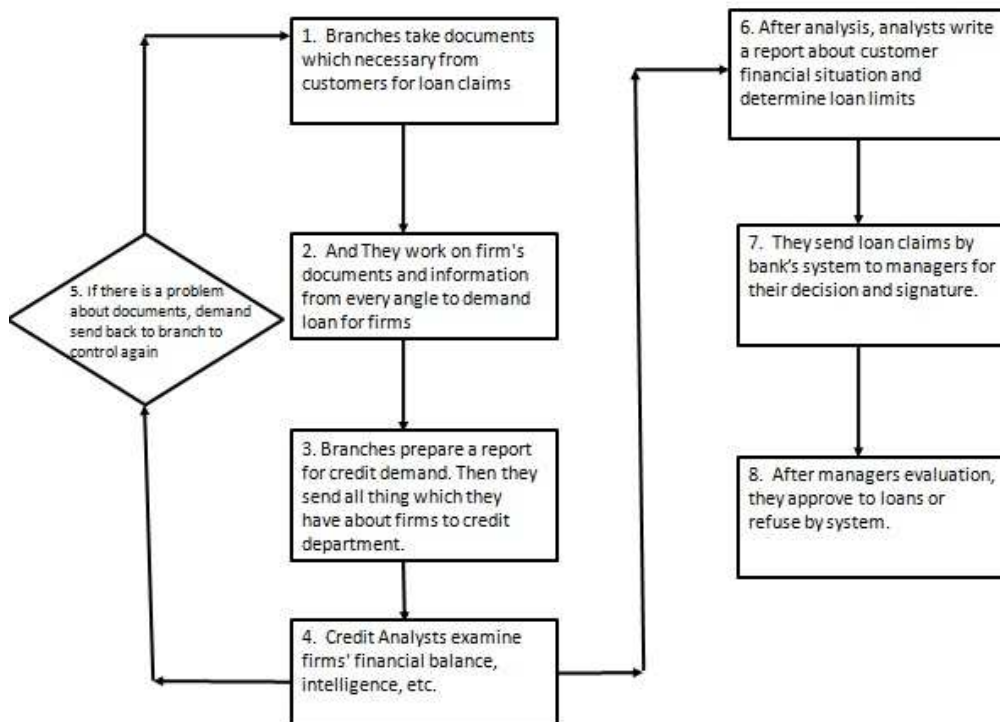 1. Branches take documents
which necessary from
customers for loan claims
2. And They work on firm's
documents and information
from every angle to demand
loan for firms
3. Branches prepare a report
for credit demand. Then they
send all thing which they
have about firms to credit
department.
4. Credit Analysts examine
firms' financial balance,
intelligence, etc.
5. If there is a problem
about documents, demand
send back to branch to
control again
6. After analysis, analysts write
a report about customer
financial situation and
determine loan limits
7. They send loan claims by
bank's system to managers for
their decision and signature.
8. After managers evaluation,
they approve to loans or
refuse by system.